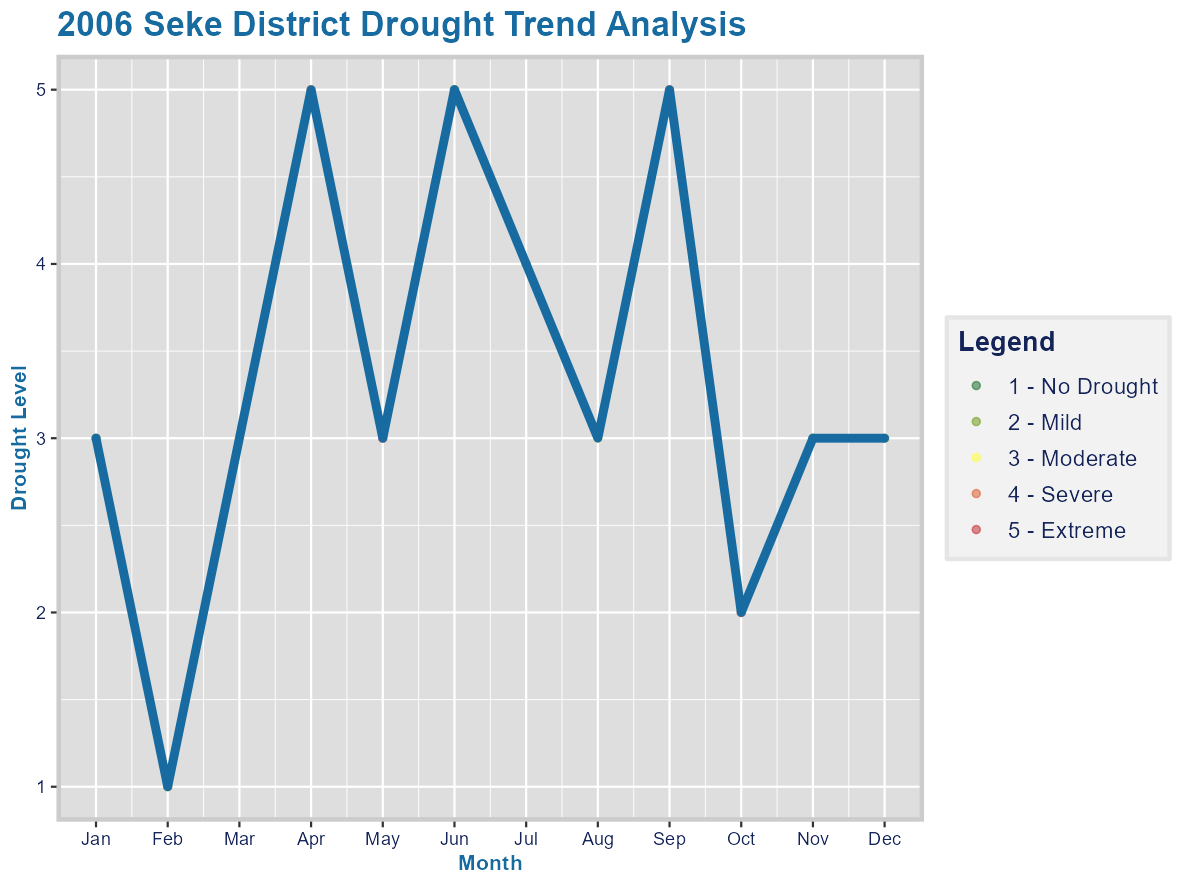 2006 Seke District Drought Trend Analysis
Drought Level
5
4
3
2
1
Jan Feb Mar Apr May Jun Jul Aug Sep Oct Nov Dec
Month
Legend
1 - No Drought
2 - Mild
3 - Moderate
4 - Severe
5 - Extreme